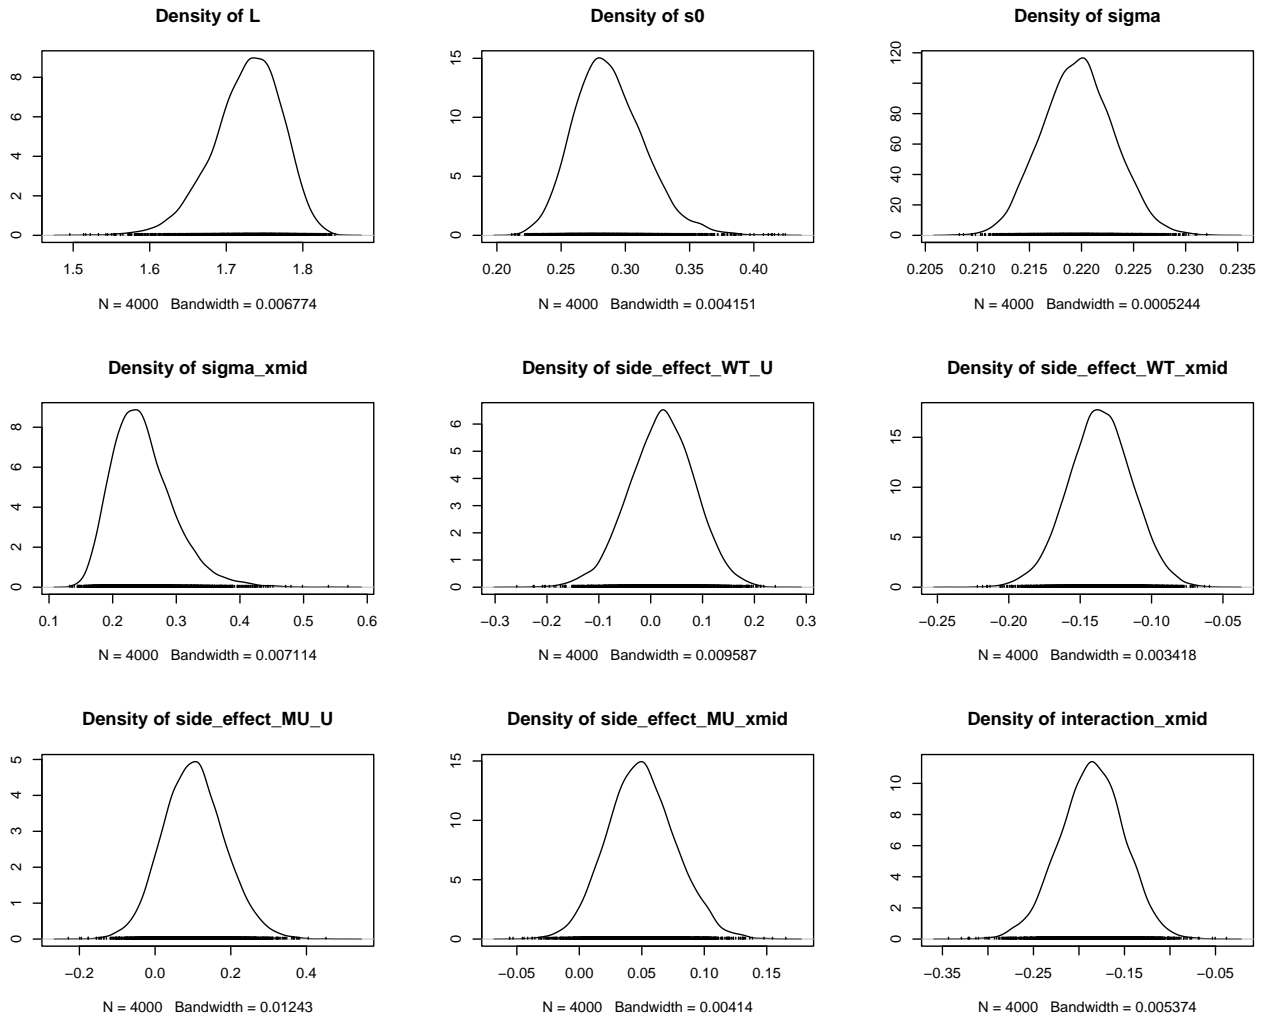 Density of L
0 2 4 6 8
1.5 1.6 1.7 1.8
N = 4000 Bandwidth = 0.006774
Density of s0
0 5 10 15
0.20 0.25 0.30 0.35 0.40
N = 4000 Bandwidth = 0.004151
Density of sigma
0 20 40 60 80 120
0.205 0.210 0.215 0.220 0.225 0.230 0.235
N = 4000 Bandwidth = 0.0005244
Density of sigma_xmid
0 2 4 6 8
0.1 0.2 0.3 0.4 0.5 0.6
N = 4000 Bandwidth = 0.007114
Density of side_effect_WT_U
0 1 2 3 4 5 6
−0.3 −0.2 −0.1 0.0 0.1 0.2 0.3
N = 4000 Bandwidth = 0.009587
Density of side_effect_WT_xmid
0 5 10 15
−0.25 −0.20 −0.15 −0.10 −0.05
N = 4000 Bandwidth = 0.003418
Density of side_effect_MU_U
0 1 2 3 4 5
−0.2 0.0 0.2 0.4
N = 4000 Bandwidth = 0.01243
Density of side_effect_MU_xmid
0 5 10 15
−0.05 0.00 0.05 0.10 0.15
N = 4000 Bandwidth = 0.00414
Density of interaction_xmid
0 2 4 6 8 10
−0.35 −0.25 −0.15 −0.05
N = 4000 Bandwidth = 0.005374